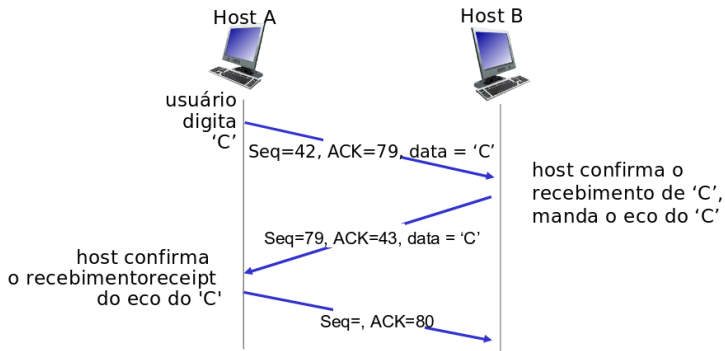 Host A
Host B
usuário
digita
‘C’
Seq=42, ACK=79, data = ‘C’
host confirma o
recebimento de ‘C’,
manda o eco do ‘C’
Seq=79, ACK=43, data = ‘C’
host confirma
o recebimentoreceipt
do eco do 'C'
Seq=, ACK=80